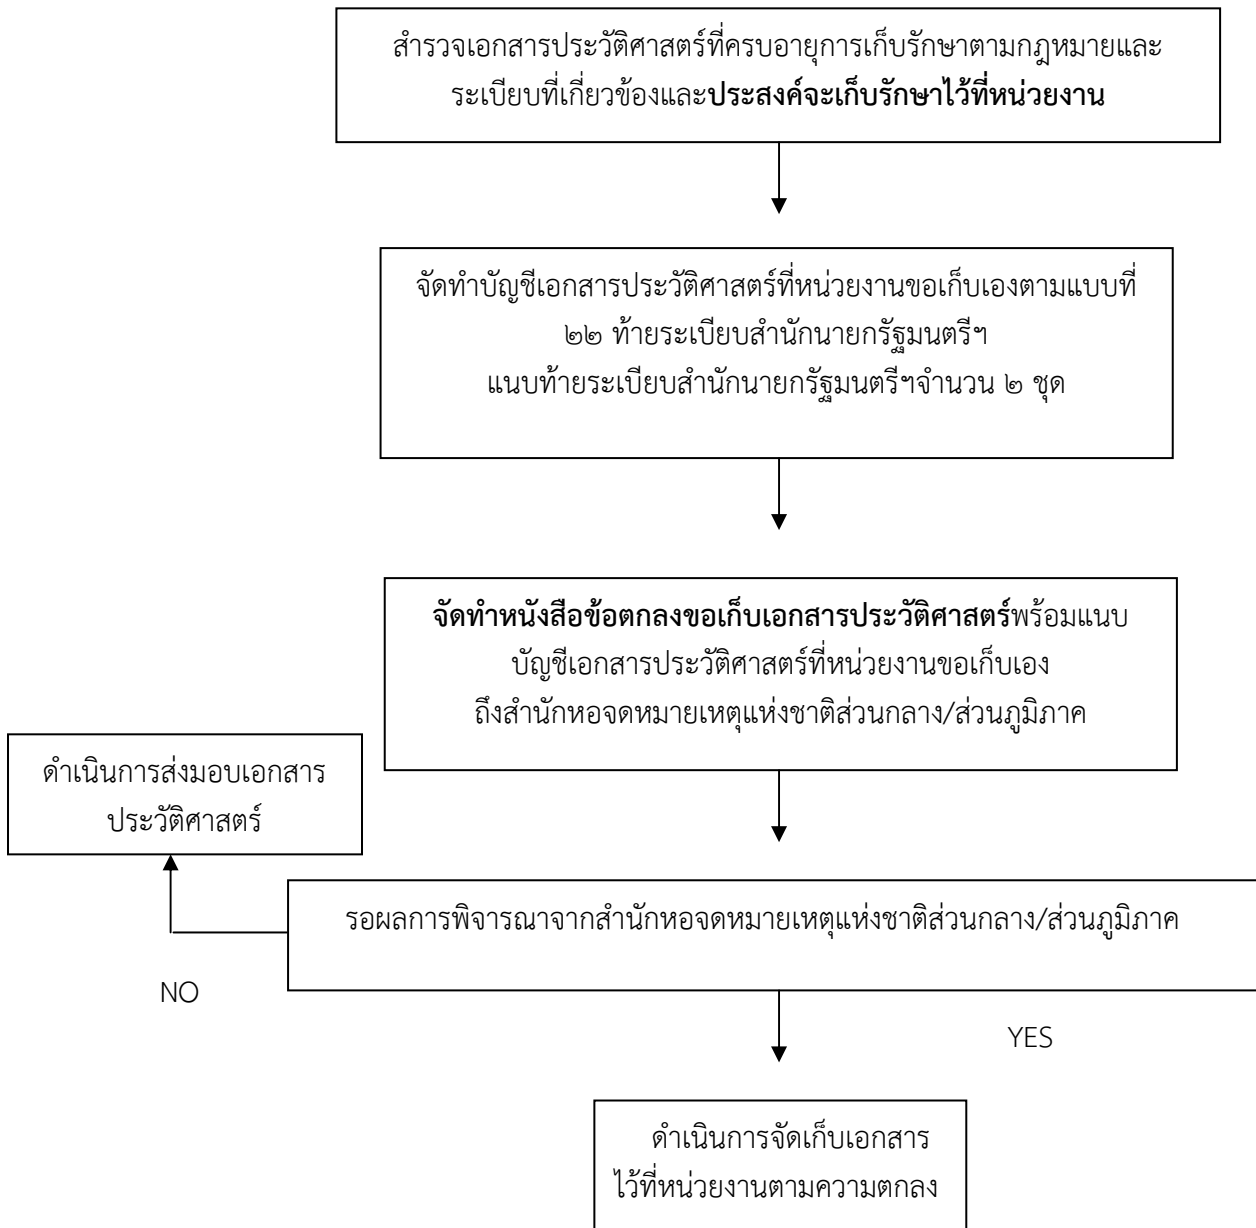 สำรวจเอกสารประวัติศาสตร์ที่ครบอายุการเก็บรักษาตามกฎหมายและ
ระเบียบที่เกี่ยวข้องและประสงค์จะเก็บรักษาไว้ที่หน่วยงาน
จัดทำบัญชีเอกสารประวัติศาสตร์ที่หน่วยงานขอเก็บเองตามแบบที่
๒๒ ท้ายระเบียบสำนักนายกรัฐมนตรีฯ
แนบท้ายระเบียบสำนักนายกรัฐมนตรีฯจำนวน ๒ ชุด
จัดทำหนังสือข้อตกลงขอเก็บเอกสารประวัติศาสตร์พร้อมแนบ
บัญชีเอกสารประวัติศาสตร์ที่หน่วยงานขอเก็บเอง
ถึงสำนักหอจดหมายเหตุแห่งชาติส่วนกลาง/ส่วนภูมิภาค
ดำเนินการส่งมอบเอกสาร
ประวัติศาสตร์
รอผลการพิจารณาจากสำนักหอจดหมายเหตุแห่งชาติส่วนกลาง/ส่วนภูมิภาค
NO
YES
ดำเนินการจัดเก็บเอกสาร
ไว้ที่หน่วยงานตามความตกลง